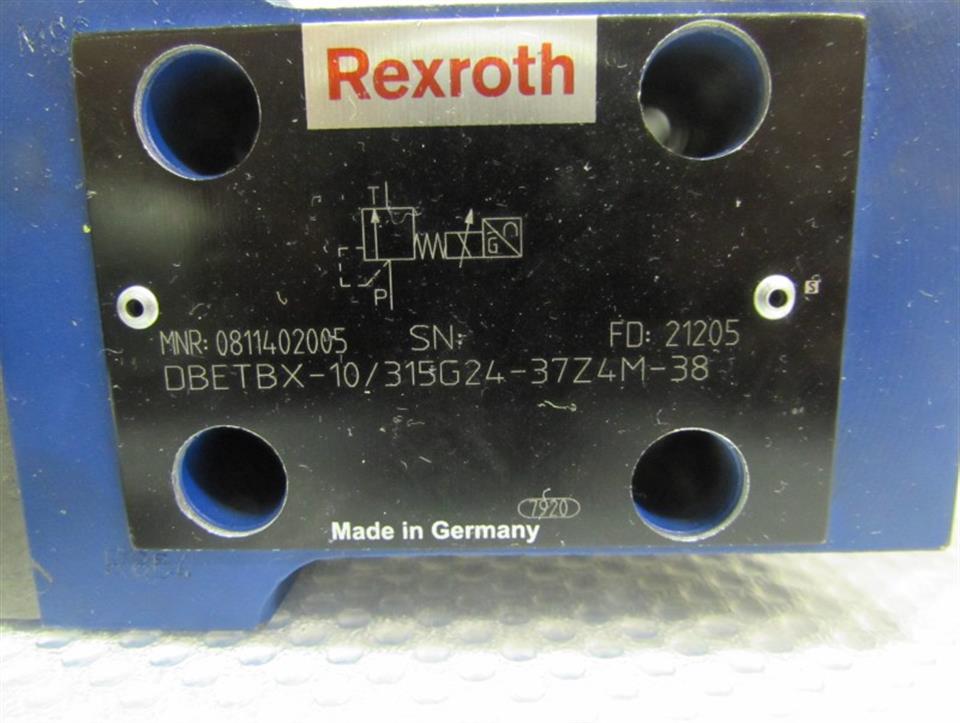 Rexroth
T
G
P
S
MNR: 0811402005 SN: FD: 21205
DBETBX-10/315G24-37Z4M-38
7920
Made in Germany